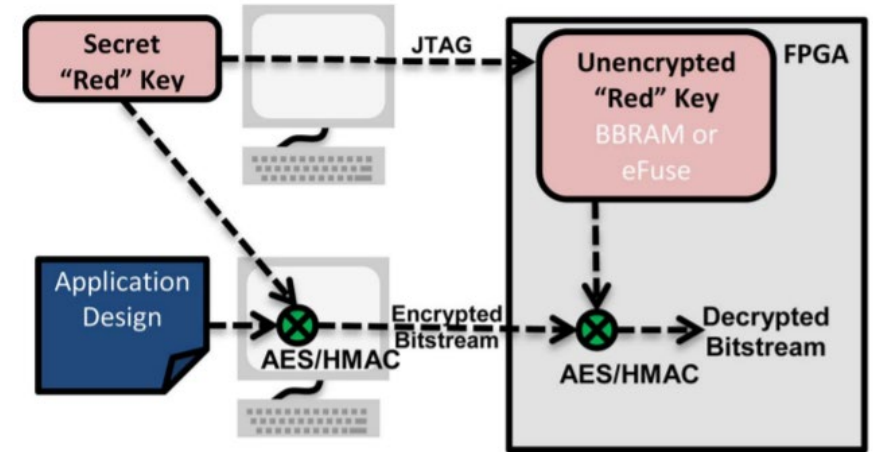 Secret
“Red” Key
JTAG
FPGA
Unencrypted
“Red” Key
BBRAM or
eFuse
Application
Design
AES/HMAC
Encrypted
Bitstream
AES/HMAC
Decrypted
Bitstream